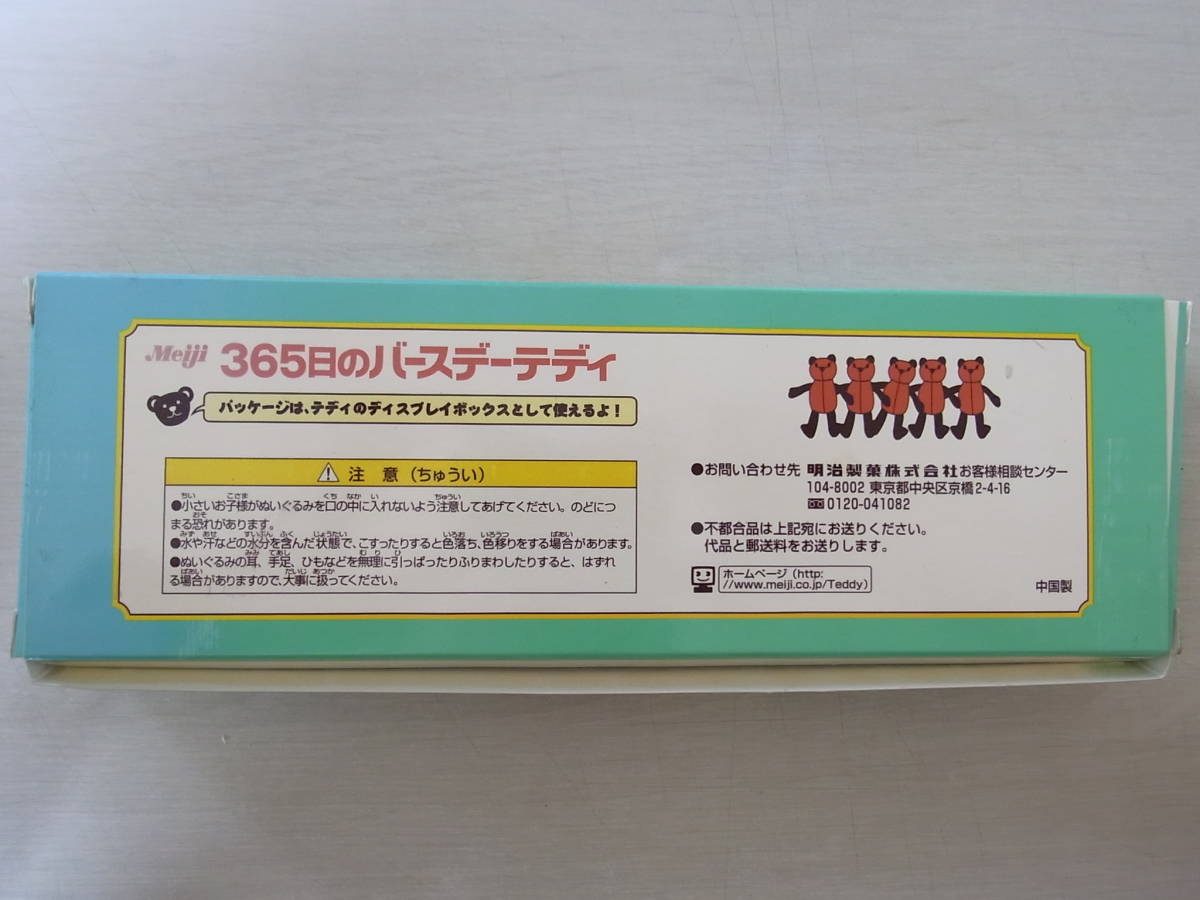 Meiji 365日のバースデーテディ
パッケージは、テディのディスプレイボックスとして使えるよ！
注 意（ちゅうい）
●小さいお子様がぬいぐるみを口の中に入れないよう注意してあげてください。のどにつ
まる恐れがあります。
●水や汗などの水分を含んだ状態で、こすったりすると色落ち、色移りをする場合があります。
●ぬいぐるみの耳、手足、ひもなどを無理に引っぱったりふりまわしたりすると、はずれ
る場合がありますので、大事に扱ってください。
●お問い合わせ先 明治製菓株式会社お客様相談センター
104-8002 東京都中央区京橋2-4-16
0120-041082
●不都合品は上記宛にお送りください。
代品と郵送料をお送りします。
ホームページ（http:
//www.meiji.co.jp/Teddy）
中国製